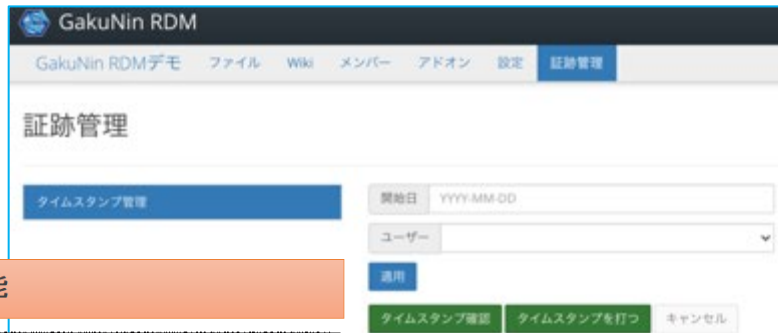 GakuNin RDM
GakuNin RDMデモ ファイル Wiki メンバー アドオン 設定 証跡管理
証跡管理
タイムスタンプ管理
開始日 YYYY-MM-DD
ユーザー
適用
能
タイムスタンプ確認 タイムスタンプを打つ キャンセル